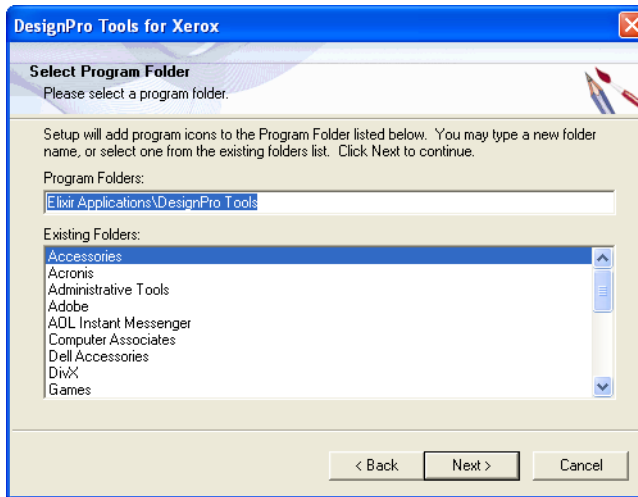 DesignPro Tools for Xerox
Select Program Folder
Please select a program folder.
Setup will add program icons to the Program Folder listed below. You may type a new folder
name, or select one from the existing folders list. Click Next to continue.
Program Folders:
Elixir Applications\DesignPro Tools
Existing Folders:
Accessories
Acronis
Administrative Tools
Adobe
AOL Instant Messenger
Computer Associates
Dell Accessories
DivX
Games
< Back Next > Cancel